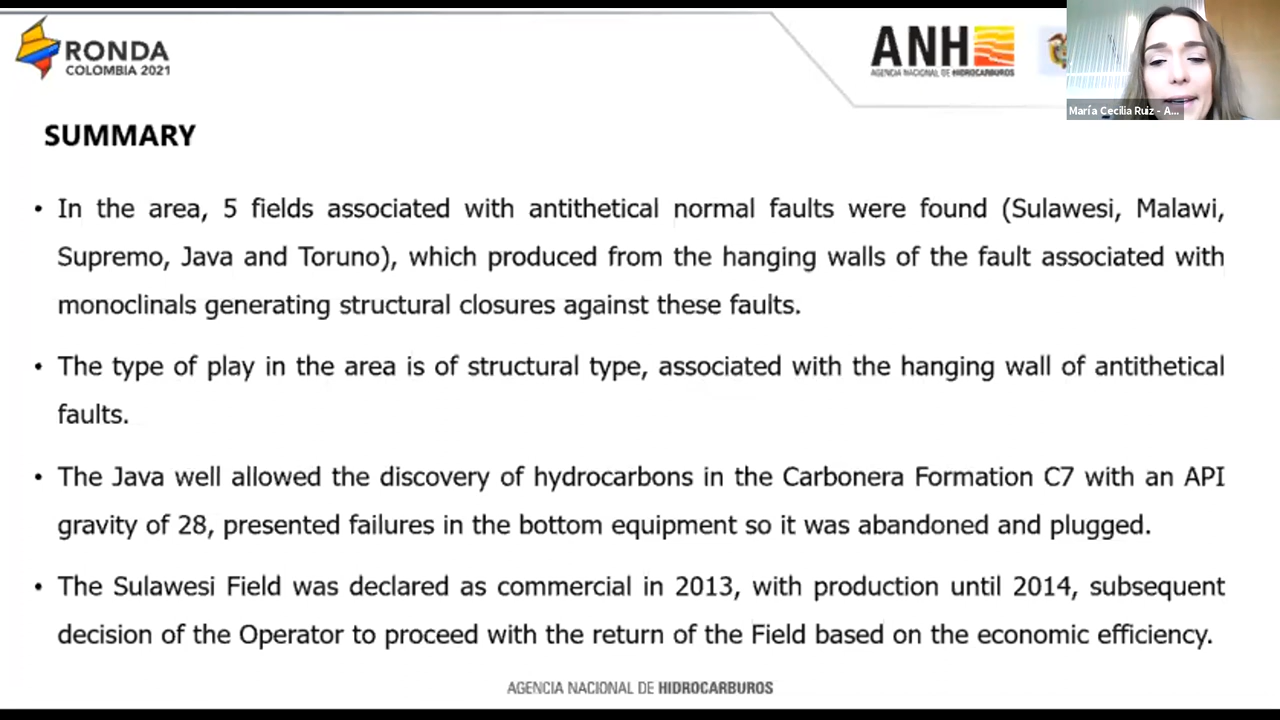 RONDA
COLOMBIA 2021
ANH
AGENCIA NACIONAL DE HIDROCARBUROS
María Cecilia Ruiz - A...
SUMMARY
• In the area, 5 fields associated with antithetical normal faults were found (Sulawesi, Malawi,
Supremo, Java and Toruno), which produced from the hanging walls of the fault associated with
monoclinals generating structural closures against these faults.
• The type of play in the area is of structural type, associated with the hanging wall of antithetical
faults.
• The Java well allowed the discovery of hydrocarbons in the Carbonera Formation C7 with an API
gravity of 28, presented failures in the bottom equipment so it was abandoned and plugged.
• The Sulawesi Field was declared as commercial in 2013, with production until 2014, subsequent
decision of the Operator to proceed with the return of the Field based on the economic efficiency.
AGENCIA NACIONAL DE HIDROCARBUROS